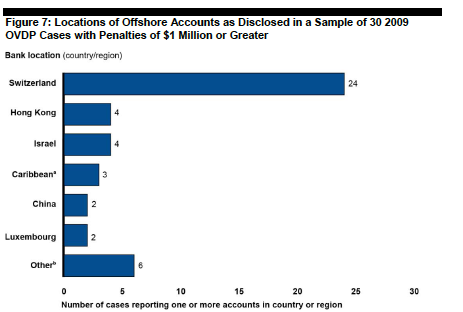 Figure 7: Locations of Offshore Accounts as Disclosed in a Sample of 30 2009
OVDP Cases with Penalties of $1 Million or Greater
Bank location (country/region)
Switzerland 24
Hong Kong 4
Israel 4
Caribbeanᵃ 3
China 2
Luxembourg 2
Otherᵇ 6
0 5 10 15 20 25 30
Number of cases reporting one or more accounts in country or region